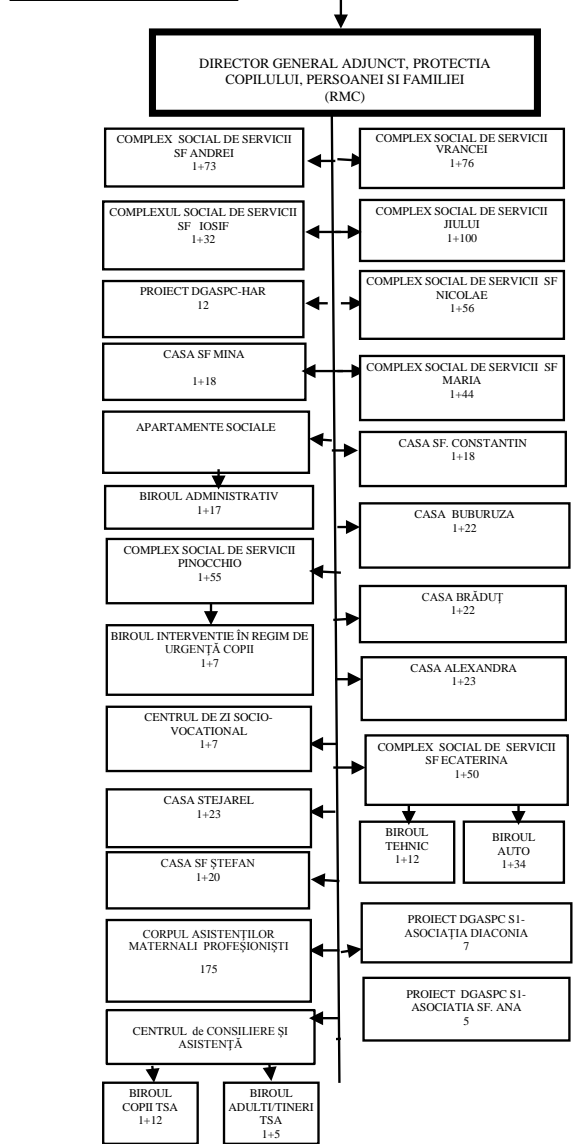 DIRECTOR GENERAL ADJUNCT, PROTECTIA
COPILULUI, PERSOANEI SI FAMILIEI
(RMC)
COMPLEX SOCIAL DE SERVICII
SF ANDREI
1+73
COMPLEX SOCIAL DE SERVICII
VRANCEI
1+76
COMPLEXUL SOCIAL DE SERVICII
SF IOSIF
1+32
COMPLEX SOCIAL DE SERVICII
JIULUI
1+100
PROIECT DGASPC-HAR
12
COMPLEX SOCIAL DE SERVICII SF
NICOLAE
1+56
CASA SF MINA
1+18
COMPLEX SOCIAL DE SERVICII SF
MARIA
1+44
APARTAMENTE SOCIALE
CASA SF. CONSTANTIN
1+18
BIROUL ADMINISTRATIV
1+17
CASA BUBURUZA
1+22
COMPLEX SOCIAL DE SERVICII
PINOCCHIO
1+55
CASA BRĂDUȚ
1+22
BIROUL INTERVENTIE ÎN REGIM DE
URGENȚĂ COPII
1+7
CASA ALEXANDRA
1+23
CENTRUL DE ZI SOCIO-
VOCATIONAL
1+7
COMPLEX SOCIAL DE SERVICII
SF ECATERINA
1+50
CASA STEJAREL
1+23
BIROUL
TEHNIC
1+12
BIROUL
AUTO
1+34
CASA SF ŞTEFAN
1+20
CORPUL ASISTENȚILOR
MATERNALI PROFEŞIONIŞTI
175
PROIECT DGASPC S1-
ASOCIAȚIA DIACONIA
7
PROIECT DGASPC S1-
ASOCIATIA SF. ANA
5
CENTRUL de CONSILIERE ŞI
ASISTENȚĂ
BIROUL
COPII TSA
1+12
BIROUL
ADULTI/TINERI
TSA
1+5